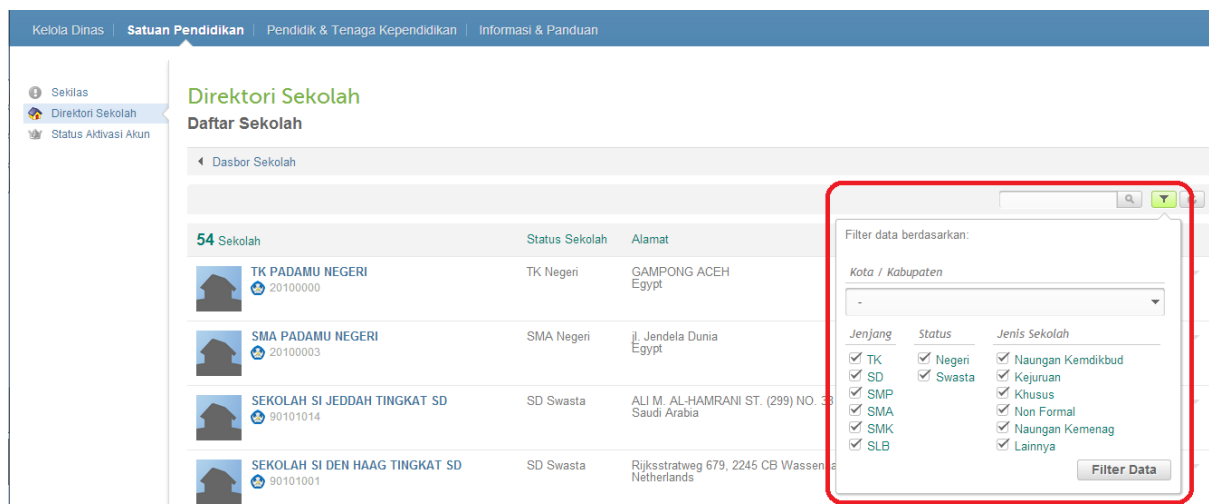 Kelola Dinas | Satuan Pendidikan | Pendidik & Tenaga Kependidikan | Informasi & Panduan
Sekilas
Direktori Sekolah
Status Aktivasi Akun
Direktori Sekolah
Daftar Sekolah
Dasbor Sekolah
54 Sekolah Status Sekolah Alamat
TK PADAMU NEGERI TK Negeri GAMPONG ACEH
20100000 Egypt
SMA PADAMU NEGERI SMA Negeri jl. Jendela Dunia
20100003 Egypt
SEKOLAH SI JEDDAH TINGKAT SD SD Swasta ALI M. AL-HAMRANI ST. (299) NO.
90101014 Saudi Arabia
SEKOLAH SI DEN HAAG TINGKAT SD SD Swasta Rijksstratweg 679, 2245 CB
90101001 Netherlands
Filter data berdasarkan:
Kota / Kabupaten
-
Jenjang Status Jenis Sekolah
TK Negeri Naungan Kemdikbud
SD Swasta Kejuruan
SMP Khusus
SMA Non Formal
SMK Naungan Kemenag
SLB Lainnya
Filter Data